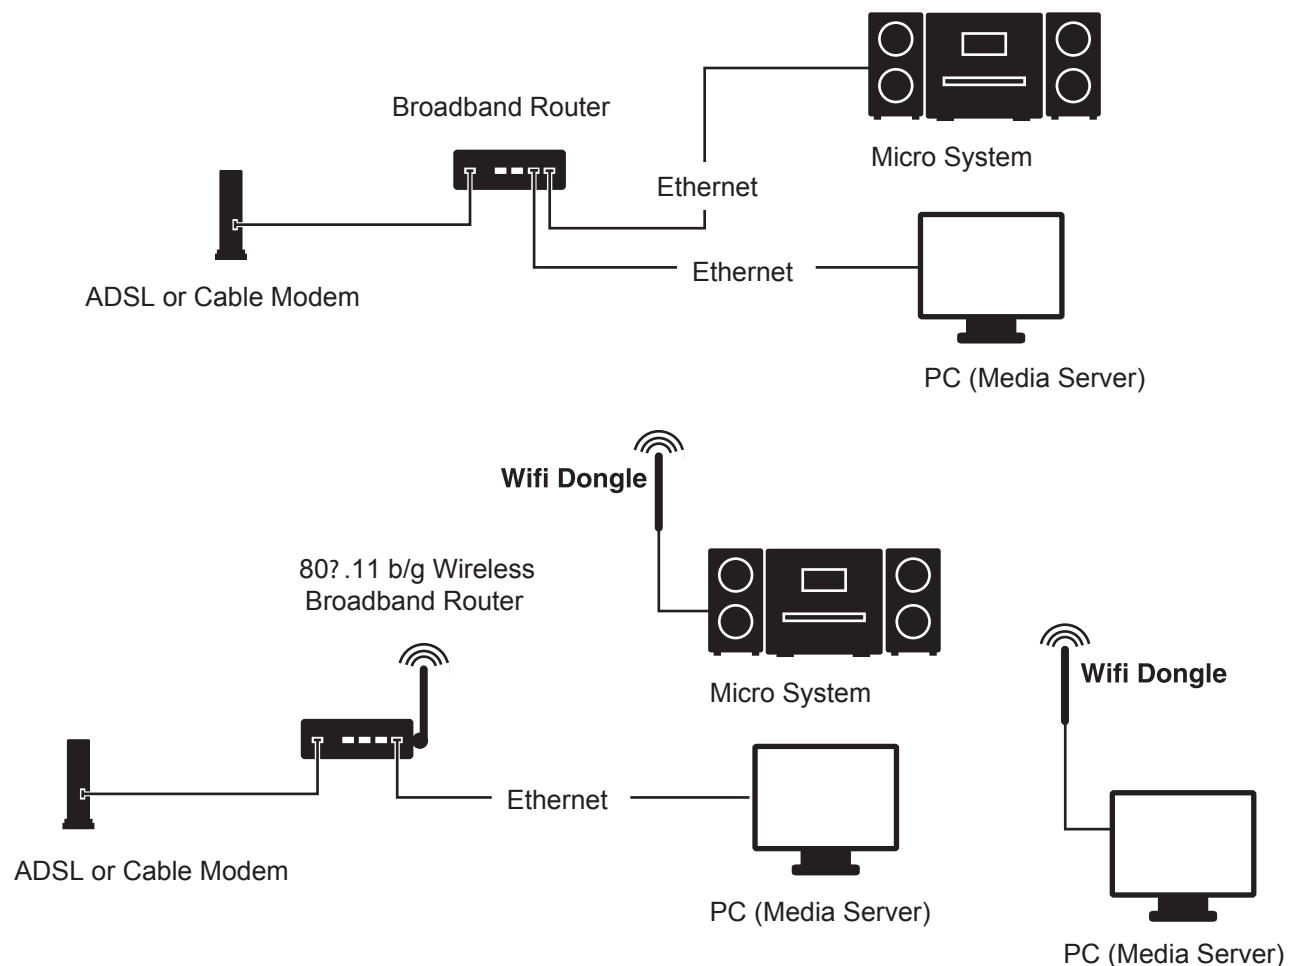 Broadband Router
Micro System
Ethernet
Ethernet
ADSL or Cable Modem
PC (Media Server)
Wifi Dongle
80?.11 b/g Wireless
Broadband Router
Micro System
Wifi Dongle
Ethernet
ADSL or Cable Modem
PC (Media Server)
PC (Media Server)